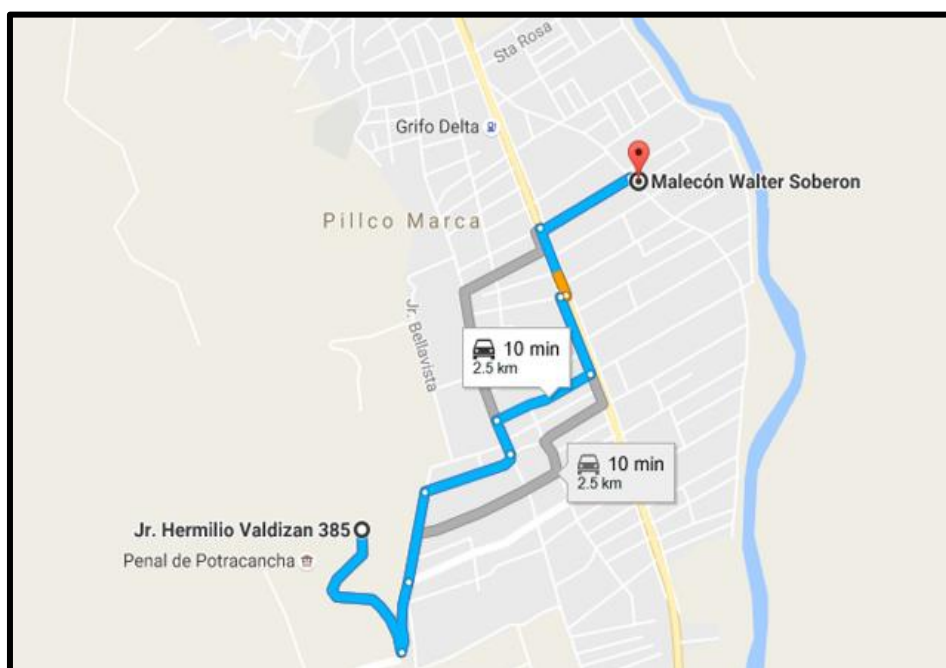 Sta Rosa
Grifo Delta
Malecón Walter Soberon
Pillco Marca
Jr. Bellavista
10 min
2.5 km
10 min
2.5 km
Jr. Hermilio Valdizan 385
Penal de Potracancha